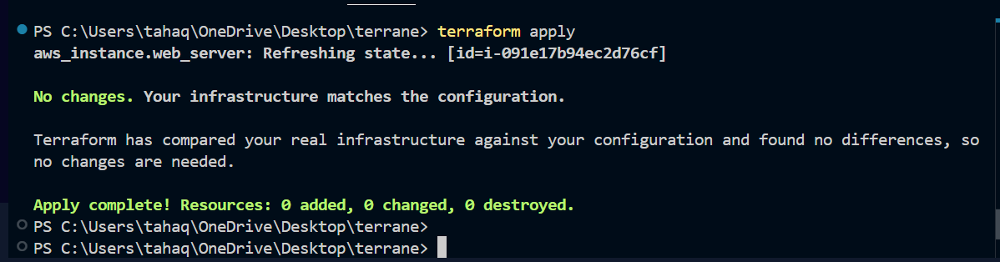 PS C:\Users\tahaq\OneDrive\Desktop\terrane> terraform apply
aws_instance.web_server: Refreshing state... [id=i-091e17b94ec2d76cf]
No changes. Your infrastructure matches the configuration.
Terraform has compared your real infrastructure against your configuration and found no differences, so
no changes are needed.
Apply complete! Resources: 0 added, 0 changed, 0 destroyed.
PS C:\Users\tahaq\OneDrive\Desktop\terrane>
PS C:\Users\tahaq\OneDrive\Desktop\terrane>